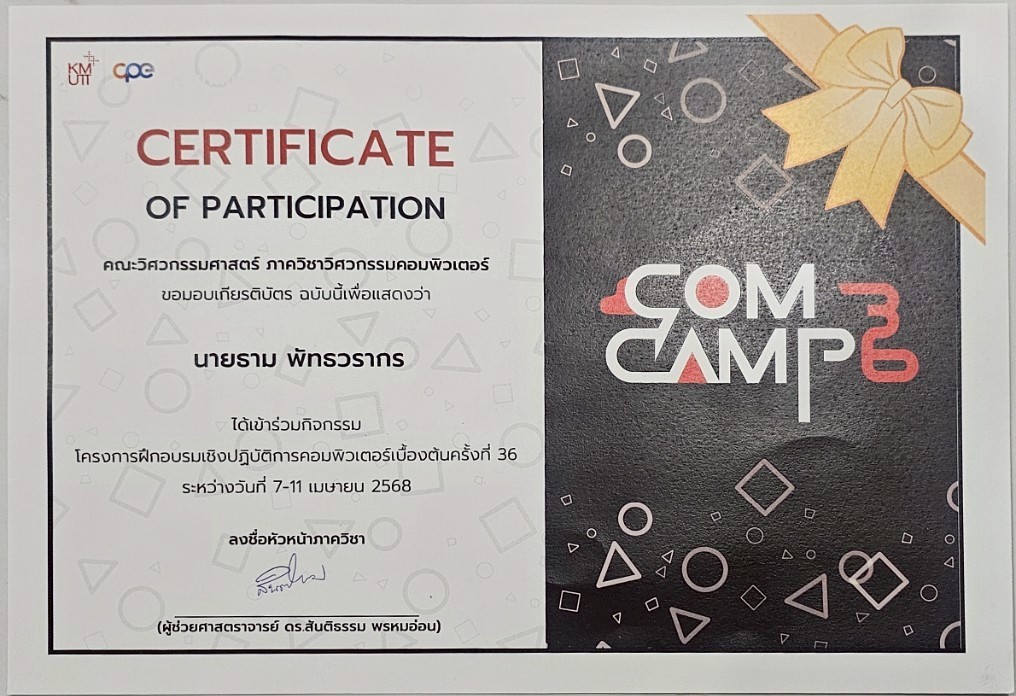 KM
UTT
cpe
CERTIFICATE
OF PARTICIPATION
คณะวิศวกรรมศาสตร์ ภาควิชาวิศวกรรมคอมพิวเตอร์
ขอมอบเกียรติบัตร ฉบับนี้เพื่อแสดงว่า
นายธาม พัทธวรากร
ได้เข้าร่วมกิจกรรม
โครงการฝึกอบรมเชิงปฏิบัติการคอมพิวเตอร์เบื้องต้นครั้งที่ 36
ระหว่างวันที่ 7-11 เมษายน 2568
ลงชื่อหัวหน้าภาควิชา
(ผู้ช่วยศาสตราจารย์ ดร.สันติธรรม พรหมอ่อน)
COM
CAMP 36